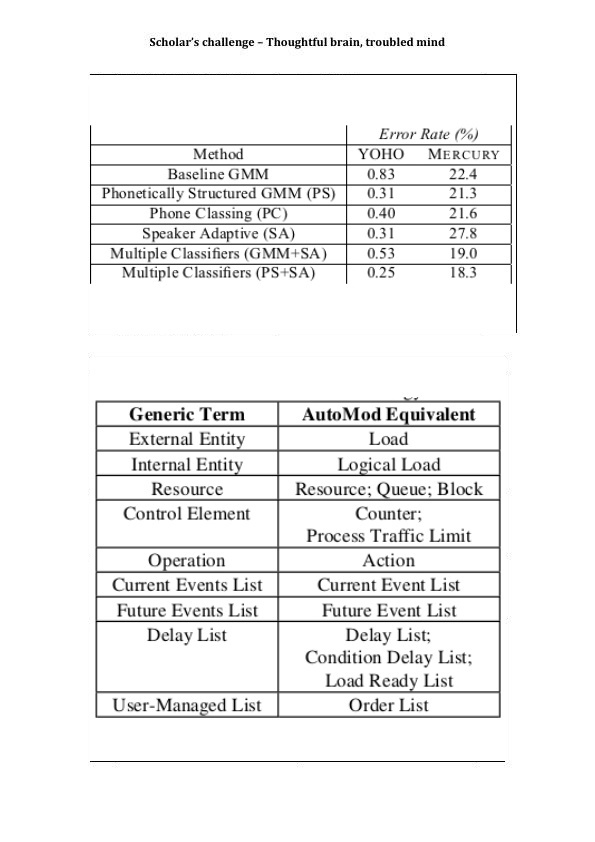 Scholar's challenge – Thoughtful brain, troubled mind
Error Rate (%)
Method YOHO MERCURY
Baseline GMM 0.83 22.4
Phonetically Structured GMM (PS) 0.31 21.3
Phone Classing (PC) 0.40 21.6
Speaker Adaptive (SA) 0.31 27.8
Multiple Classifiers (GMM+SA) 0.53 19.0
Multiple Classifiers (PS+SA) 0.25 18.3
Generic Term AutoMod Equivalent
External Entity Load
Internal Entity Logical Load
Resource Resource; Queue; Block
Control Element Counter;
Process Traffic Limit
Operation Action
Current Events List Current Event List
Future Events List Future Event List
Delay List Delay List;
Condition Delay List;
Load Ready List
User-Managed List Order List